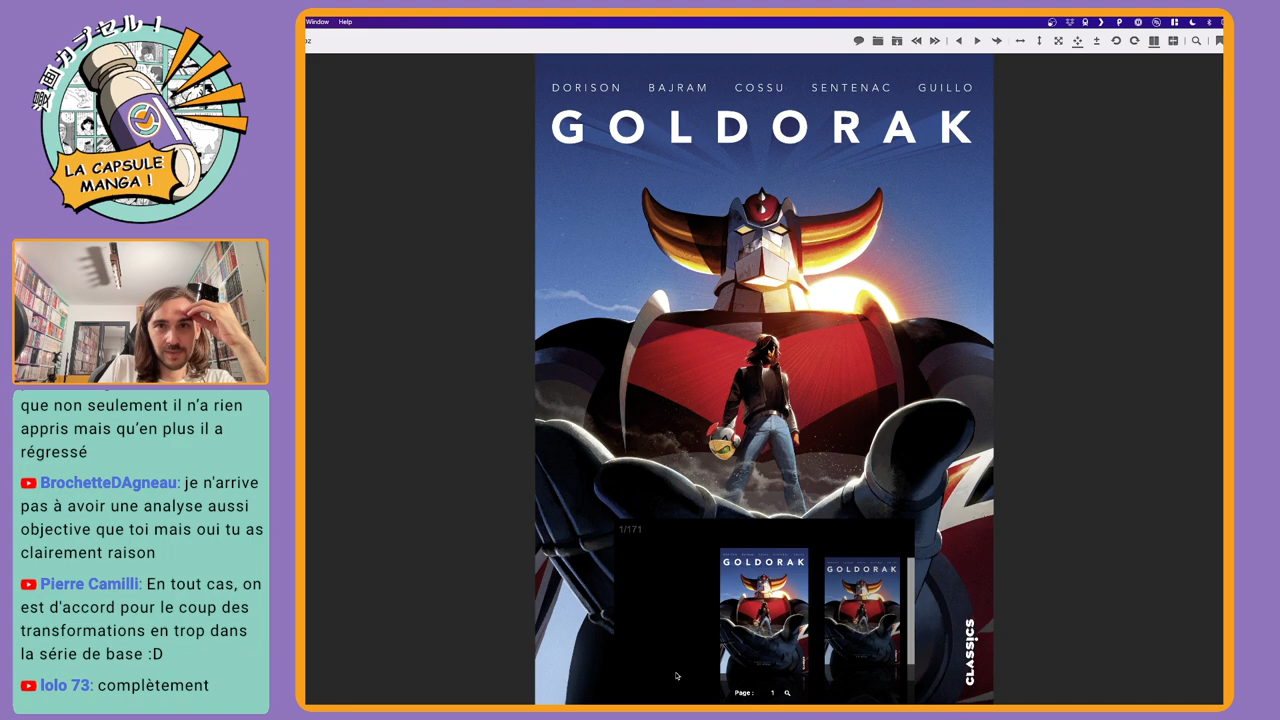 漫画カプセル!
LA CAPSULE
MANGA !
Window Help
oz
DORISON BAJRAM COSSU SENTENAC GUILLO
GOLDORAK
que non seulement il n’a rien
appris mais qu’en plus il a
régressé
BrochetteDAgneau: je n'arrive
pas à avoir une analyse aussi
objective que toi mais oui tu as
clairement raison
Pierre Camilli: En tout cas, on
est d'accord pour le coup des
transformations en trop dans
la série de base :D
lolo 73: complètement
1/171
GOLDORAK
GOLDORAK
Page : 1
CLASSICS